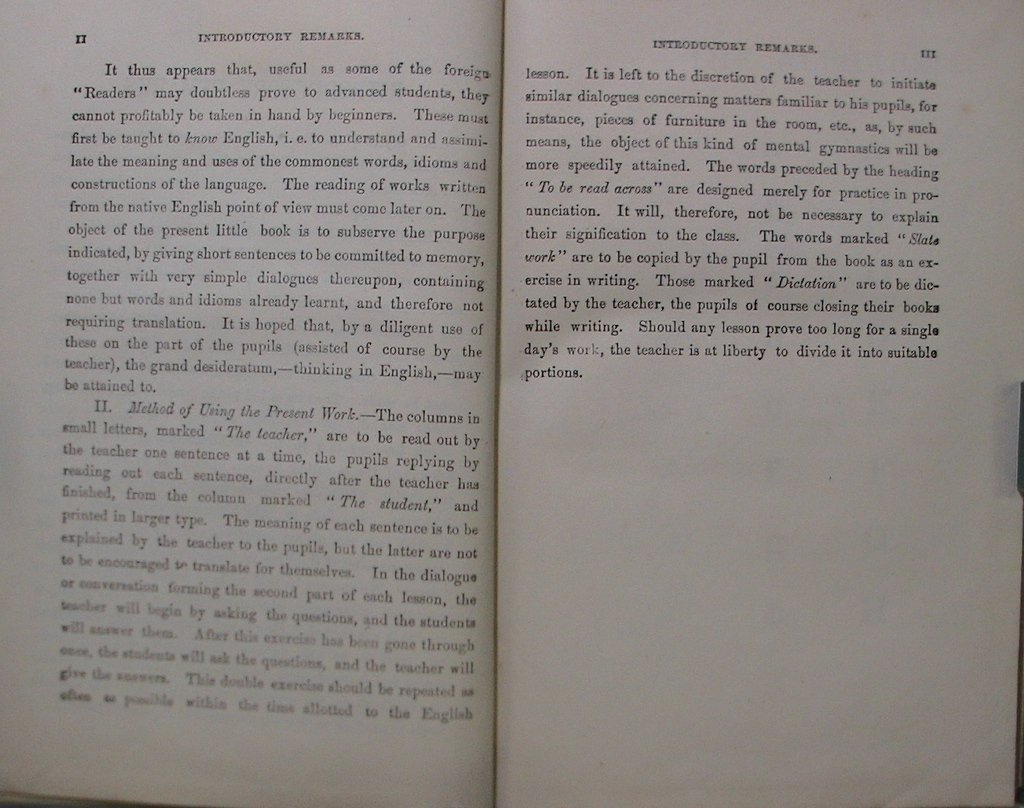 II
INTRODUCTORY REMARKS.
It thus appears that, useful as some of the foreign
"Readers" may doubtless prove to advanced students, they
cannot profitably be taken in hand by beginners. These must
first be taught to know English, i. e. to understand and assimi-
late the meaning and uses of the commonest words, idioms and
constructions of the language. The reading of works written
from the native English point of view must come later on. The
object of the present little book is to subserve the purpose
indicated, by giving short sentences to be committed to memory,
together with very simple dialogues thereupon, containing
none but words and idioms already learnt, and therefore not
requiring translation. It is hoped that, by a diligent use of
these on the part of the pupils (assisted of course by the
teacher), the grand desideratum,—thinking in English,—may
be attained to.
II. Method of Using the Present Work.—The columns in
small letters, marked "The teacher," are to be read out by
the teacher one sentence at a time, the pupils replying by
reading out each sentence, directly after the teacher has
finished, from the column marked "The student," and
printed in larger type. The meaning of each sentence is to be
explained by the teacher to the pupils, but the latter are not
to be encouraged to translate for themselves. In the dialogue
or conversation forming the second part of each lesson, the
teacher will begin by asking the questions, and the students
will answer them. After this exercise has been gone through
once, the students will ask the questions, and the teacher will
give the answers. This double exercise should be repeated as
often as possible within the time allotted to the English
INTRODUCTORY REMARKS.
III
lesson. It is left to the discretion of the teacher to initiate
similar dialogues concerning matters familiar to his pupils, for
instance, pieces of furniture in the room, etc., as, by such
means, the object of this kind of mental gymnastics will be
more speedily attained. The words preceded by the heading
"To be read across" are designed merely for practice in pro-
nunciation. It will, therefore, not be necessary to explain
their signification to the class. The words marked "Slate
work" are to be copied by the pupil from the book as an ex-
ercise in writing. Those marked "Dictation" are to be dic-
tated by the teacher, the pupils of course closing their books
while writing. Should any lesson prove too long for a single
day's work, the teacher is at liberty to divide it into suitable
portions.